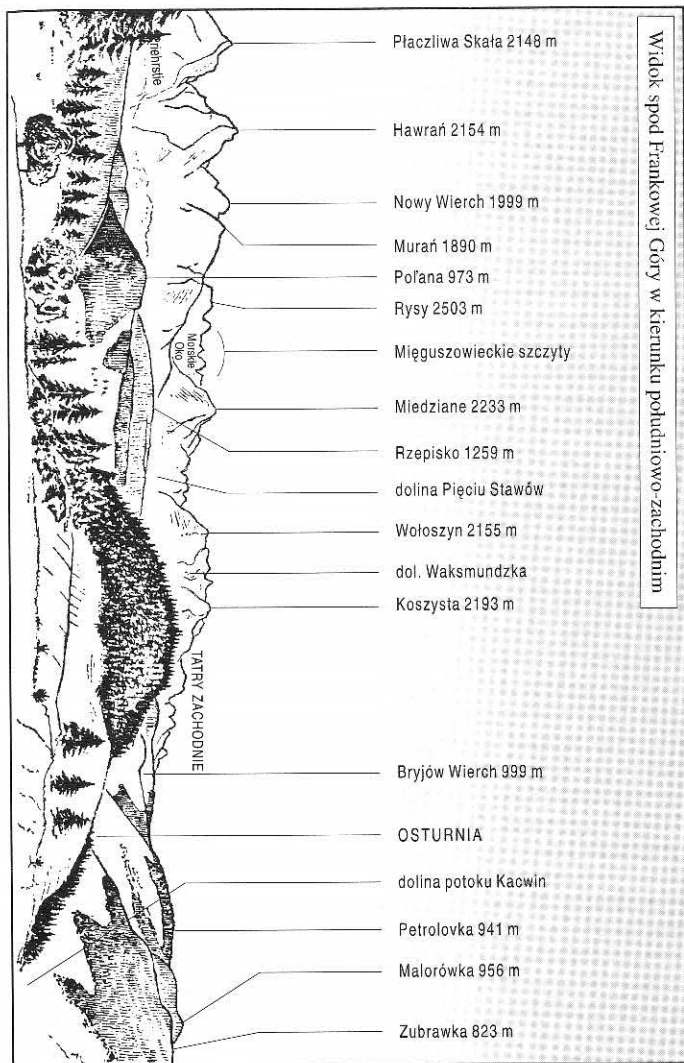 Widok spod Frankowej Góry w kierunku południowo-zachodnim
Płaczliwa Skała 2148 m
Hawrań 2154 m
Nowy Wierch 1999 m
Murań 1890 m
Poľana 973 m
Rysy 2503 m
Mięguszowieckie szczyty
Morskie
Oko
Miedziane 2233 m
Rzepisko 1259 m
dolina Pięciu Stawów
Wołoszyn 2155 m
dol. Waksmundzka
Koszysta 2193 m
TATRY ZACHODNIE
Bryjów Wierch 999 m
OSTURNIA
dolina potoku Kacwin
Petrolovka 941 m
Malorówka 956 m
Zubrawka 823 m